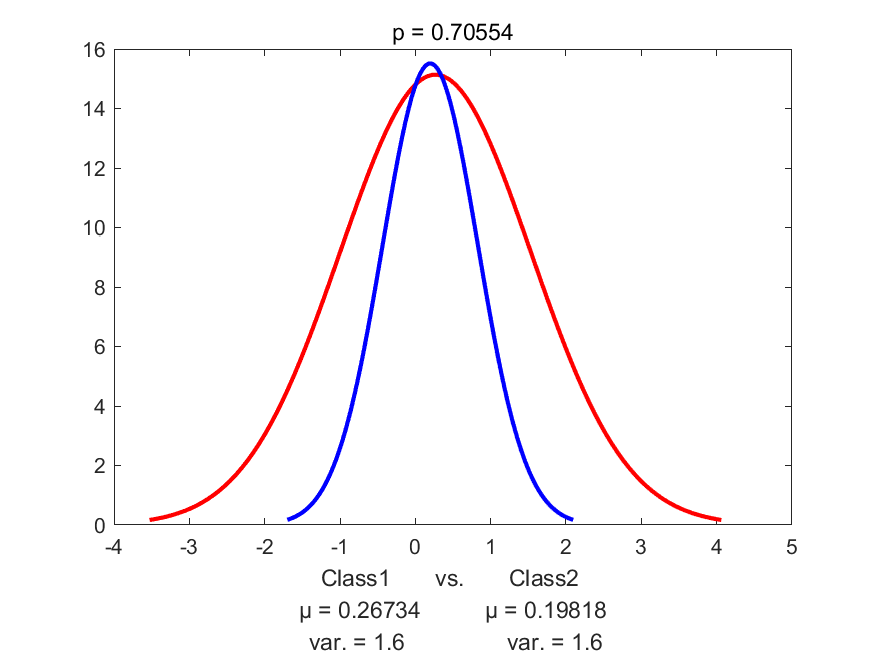 p = 0.70554
16
14
12
10
8
6
4
2
0
-4 -3 -2 -1 0 1 2 3 4 5
Class1 vs. Class2
μ = 0.26734 μ = 0.19818
var. = 1.6 var. = 1.6